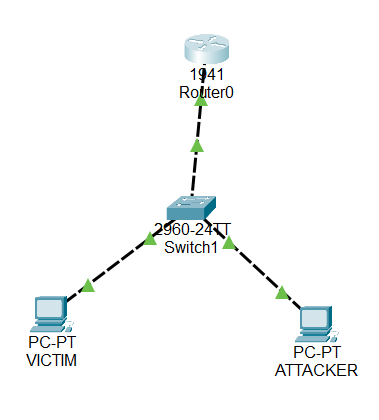 1941
Router0
2960-24TT
Switch1
PC-PT
VICTIM
PC-PT
ATTACKER